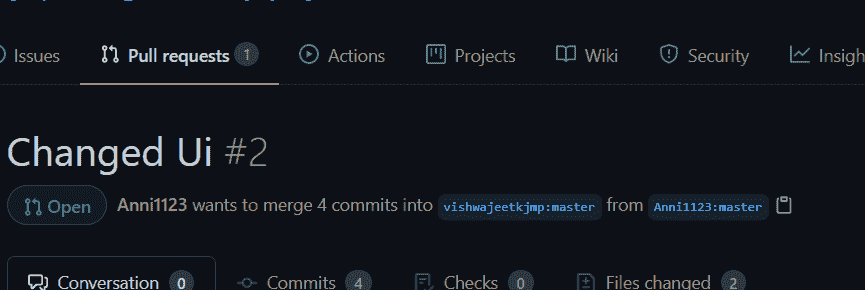 Issues Pull requests 1 Actions Projects Wiki Security Insigh
Changed Ui #2
Open Anni1123 wants to merge 4 commits into vishwajeetkjmp:master from Anni1123:master
Conversation 0 Commits 4 Checks 0 Files changed 2